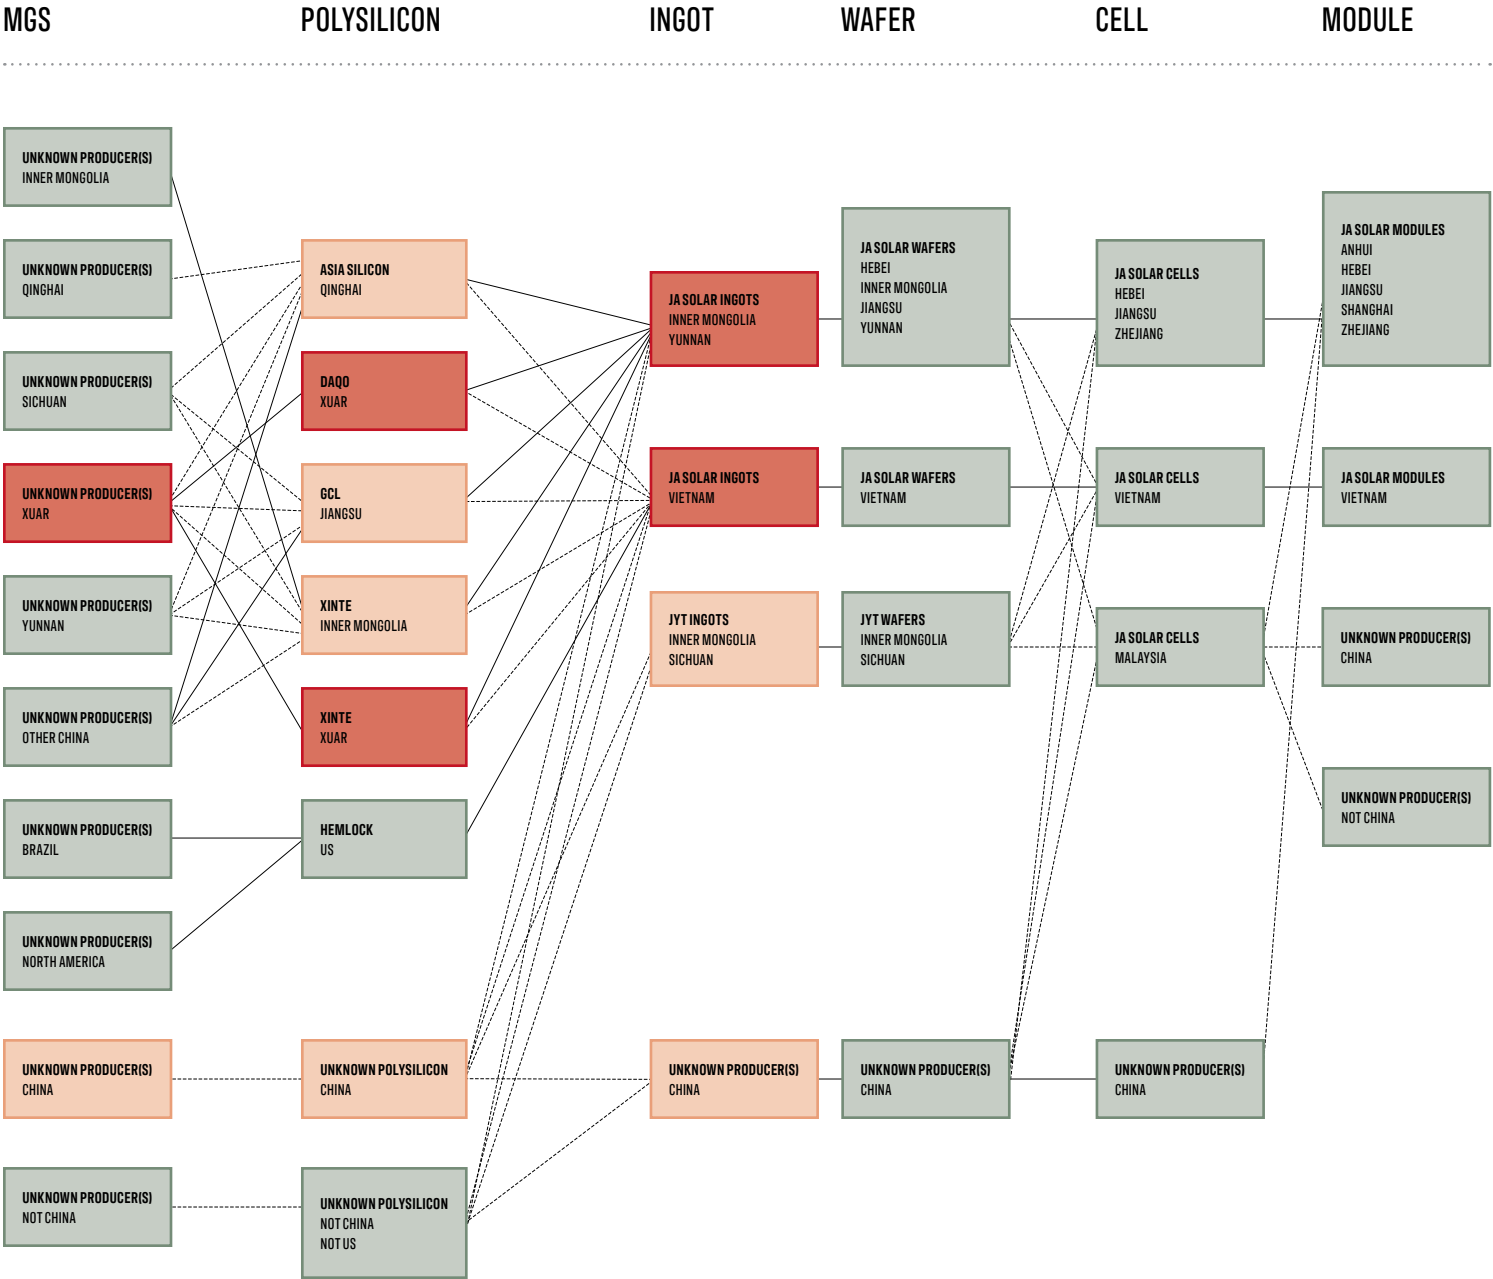 MGS
POLYSILICON
INGOT
WAFER
CELL
MODULE
UNKNOWN PRODUCER(S)
INNER MONGOLIA
UNKNOWN PRODUCER(S)
QINGHAI
UNKNOWN PRODUCER(S)
SICHUAN
UNKNOWN PRODUCER(S)
XUAR
UNKNOWN PRODUCER(S)
YUNNAN
UNKNOWN PRODUCER(S)
OTHER CHINA
UNKNOWN PRODUCER(S)
BRAZIL
UNKNOWN PRODUCER(S)
NORTH AMERICA
UNKNOWN PRODUCER(S)
CHINA
UNKNOWN PRODUCER(S)
NOT CHINA
ASIA SILICON
QINGHAI
DAQO
XUAR
GCL
JIANGSU
XINTE
INNER MONGOLIA
XINTE
XUAR
HEMLOCK
US
UNKNOWN POLYSILICON
CHINA
UNKNOWN POLYSILICON
NOT CHINA
NOT US
JA SOLAR INGOTS
INNER MONGOLIA
YUNNAN
JA SOLAR INGOTS
VIETNAM
JYT INGOTS
INNER MONGOLIA
SICHUAN
UNKNOWN PRODUCER(S)
CHINA
JA SOLAR WAFERS
HEBEI
INNER MONGOLIA
JIANGSU
YUNNAN
JA SOLAR WAFERS
VIETNAM
JYT WAFERS
INNER MONGOLIA
SICHUAN
UNKNOWN PRODUCER(S)
CHINA
JA SOLAR CELLS
HEBEI
JIANGSU
ZHEJIANG
JA SOLAR CELLS
VIETNAM
JA SOLAR CELLS
MALAYSIA
UNKNOWN PRODUCER(S)
CHINA
JA SOLAR MODULES
ANHUI
HEBEI
JIANGSU
SHANGHAI
ZHEJIANG
JA SOLAR MODULES
VIETNAM
UNKNOWN PRODUCER(S)
CHINA
UNKNOWN PRODUCER(S)
NOT CHINA